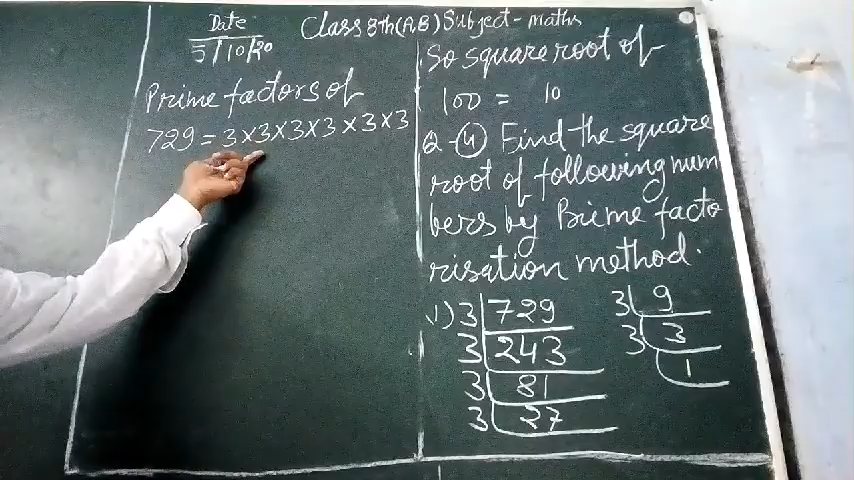 Date
5/10/20
Class 8th (A,B) Subject - maths
Prime factors of
729 = 3×3×3×3×3×3
So square root of
100 = 10
Q-(4) Find the square
root of following num
bers by Prime facto
risation method.
(1) 3 729
3 243
3 81
3 27
3 9
3 3
1